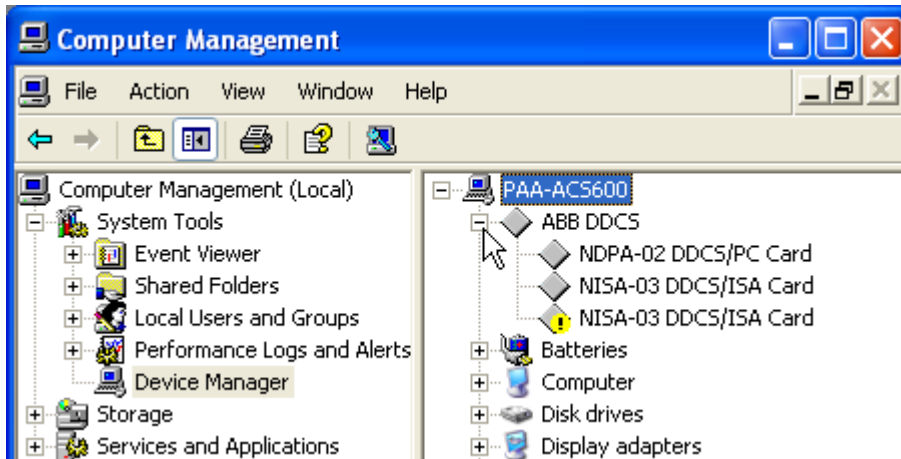 Computer Management
File Action View Window Help
Computer Management (Local)
System Tools
Event Viewer
Shared Folders
Local Users and Groups
Performance Logs and Alerts
Device Manager
Storage
Services and Applications
PAA-ACS600
ABB DDCS
NDPA-02 DDCS/PC Card
NISA-03 DDCS/ISA Card
NISA-03 DDCS/ISA Card
Batteries
Computer
Disk drives
Display adapters